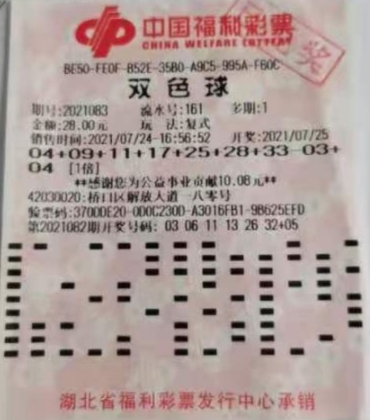 中国福利彩票
CHINA WELFARE LOTTERY
奖
BE50-FE0F-B52E-35B0-A9C5-995A-F60C
双色球
期号:2021083 流水号:161 多期:1
金额:28.00元 玩 法:复式
销售时间:2021/07/24-16:56:52 开奖:2021/07/25
04+09+11+17+25+28+33-03+
04 [1倍]
**感谢您为公益事业贡献10.08元**
42030020:桥口区解放大道一八零号
验票码:3700DE20-0D0C230D-A3016FB1-9B625EFD
第2021082期开奖号码: 03 06 11 13 26 32+05
湖北省福利彩票发行中心承销